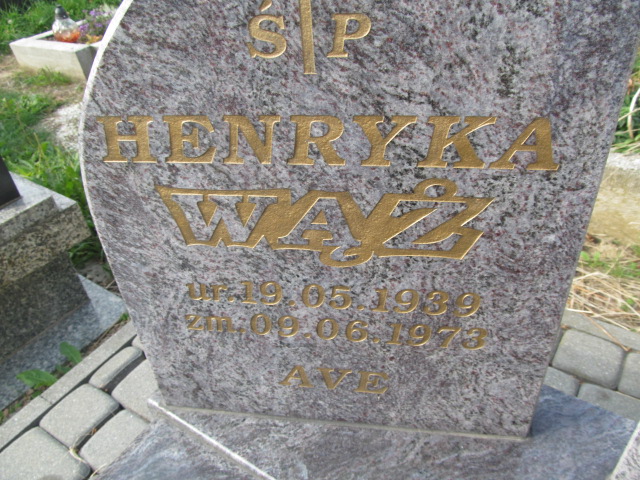 Ś P
HENRYKA
WĄŻ
ur.19.05.1939
zm.09.06.1973
AVE